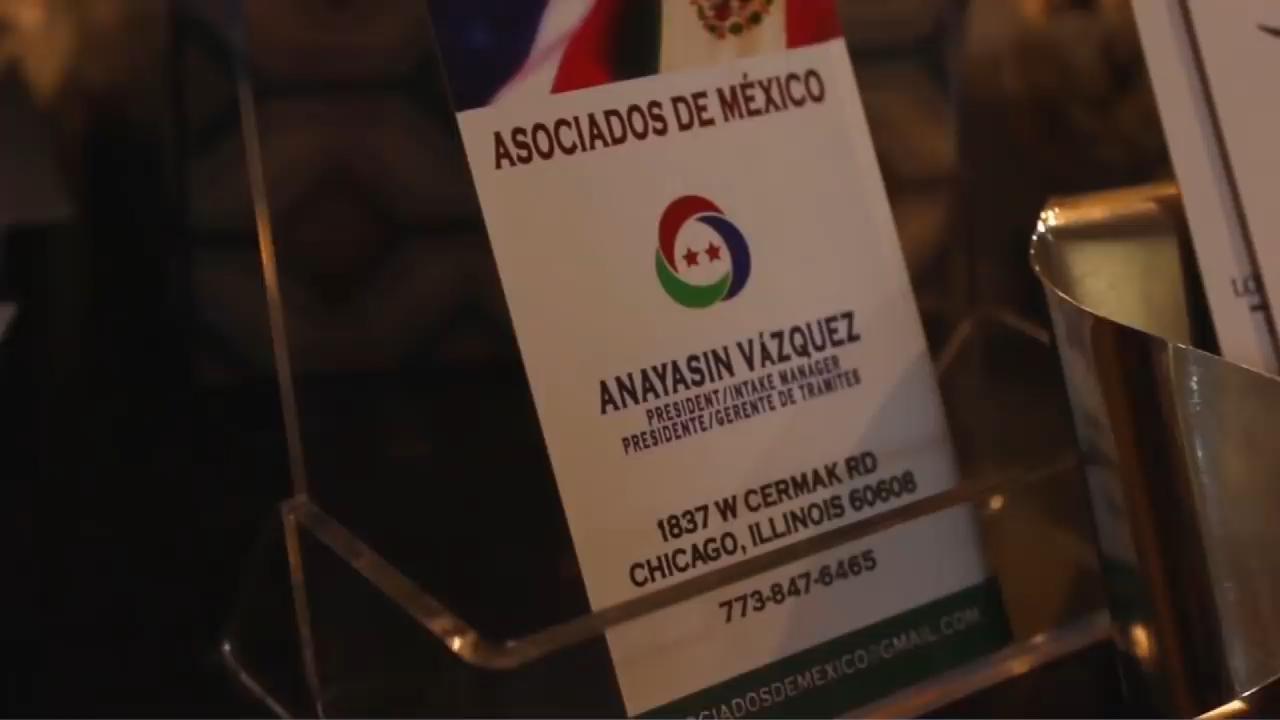 ASOCIADOS DE MÉXICO
ANAYASIN VÁZQUEZ
PRESIDENT/INTAKE MANAGER
PRESIDENTE/GERENTE DE TRAMITES
1837 W CERMAK RD
CHICAGO, ILLINOIS 60608
773-847-6465
CIADOSDEMEXICO@GMAIL.COM